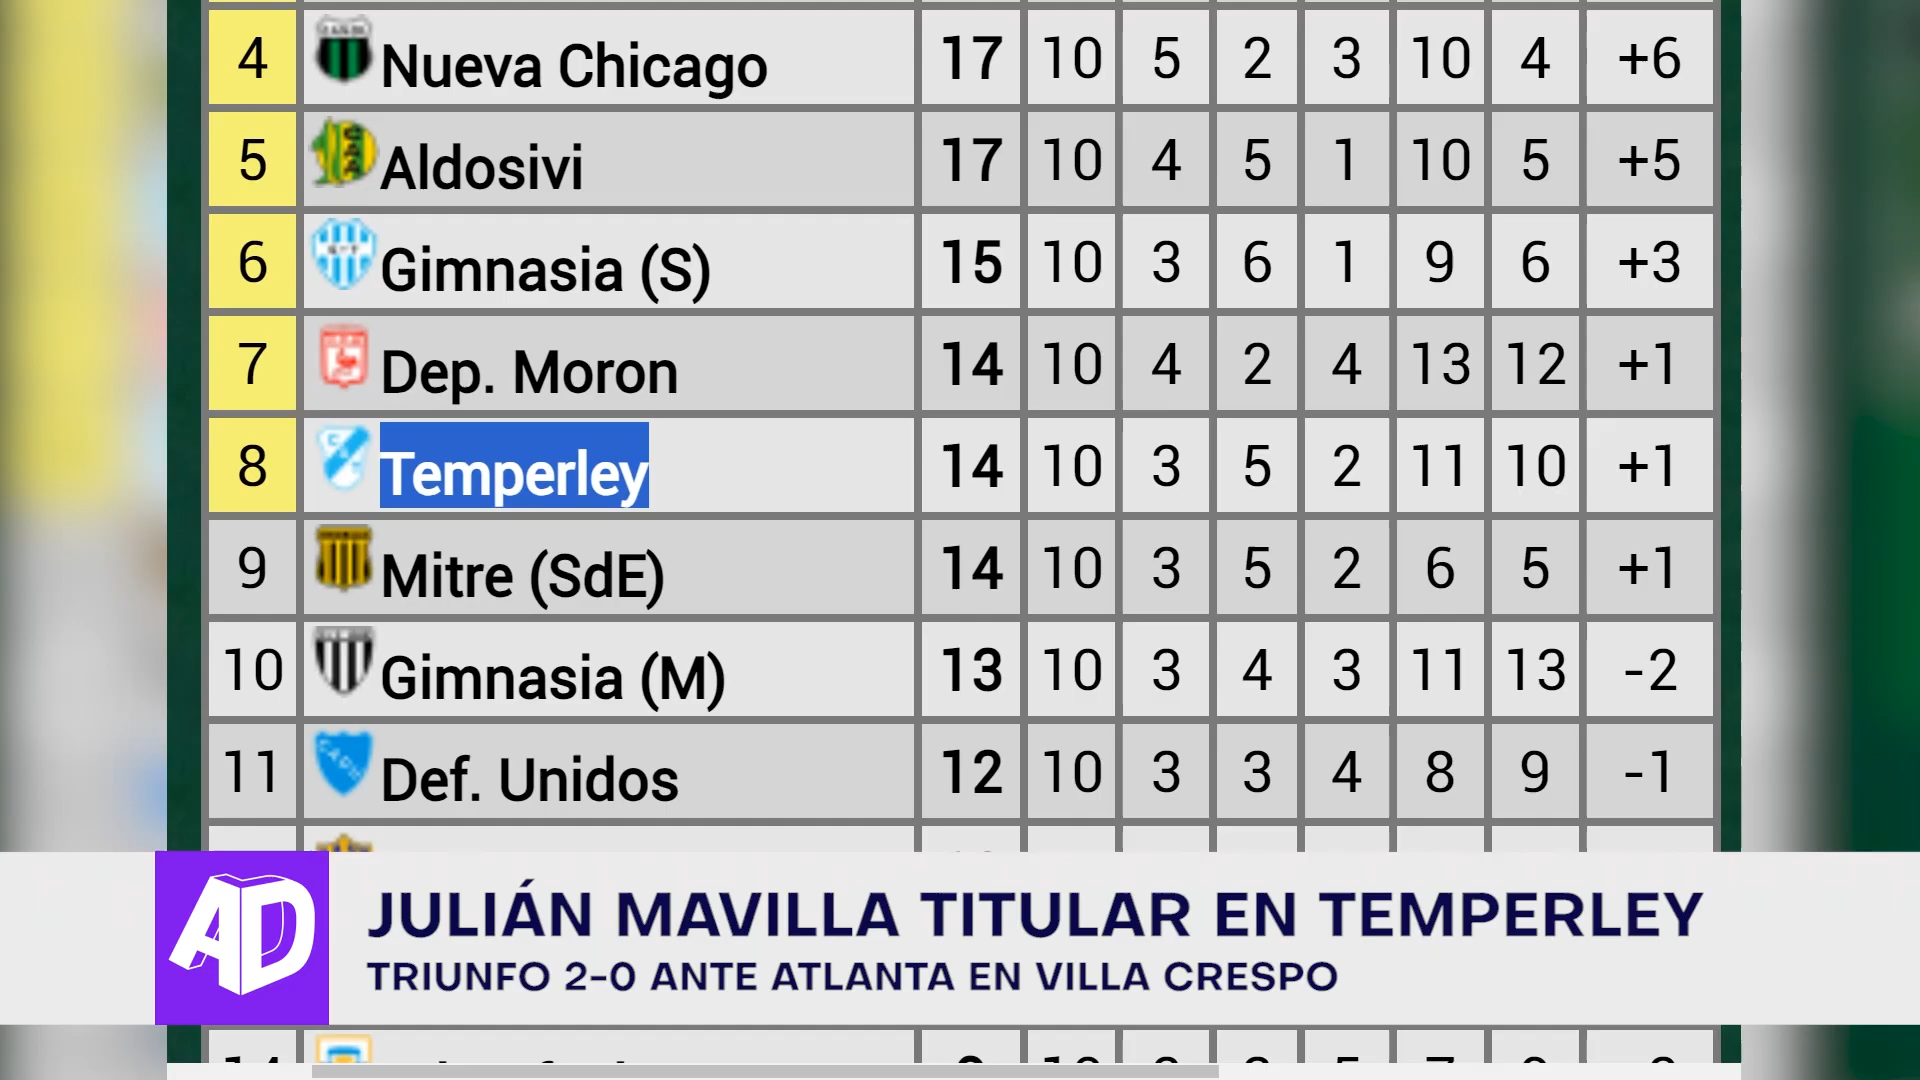 4 Nueva Chicago 17 10 5 2 3 10 4 +6
5 Aldosivi 17 10 4 5 1 10 5 +5
6 Gimnasia (S) 15 10 3 6 1 9 6 +3
7 Dep. Moron 14 10 4 2 4 13 12 +1
8 Temperley 14 10 3 5 2 11 10 +1
9 Mitre (SdE) 14 10 3 5 2 6 5 +1
10 Gimnasia (M) 13 10 3 4 3 11 13 -2
11 Def. Unidos 12 10 3 3 4 8 9 -1
AD
JULIÁN MAVILLA TITULAR EN TEMPERLEY
TRIUNFO 2-0 ANTE ATLANTA EN VILLA CRESPO